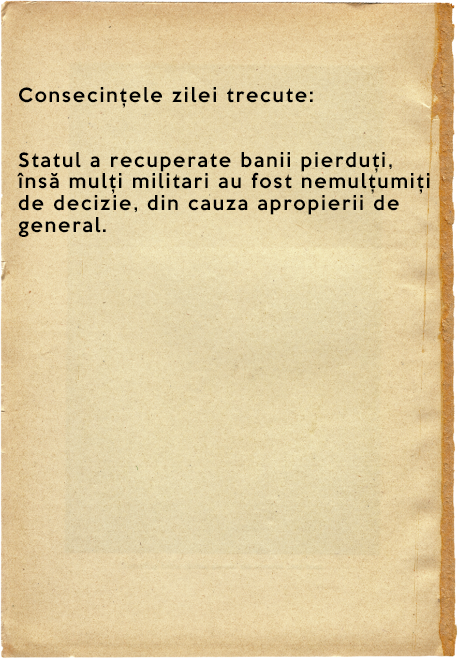 Consecințele zilei trecute:
Statul a recuperate banii pierduți,
însă mulți militari au fost nemulțumiți
de decizie, din cauza apropierii de
general.